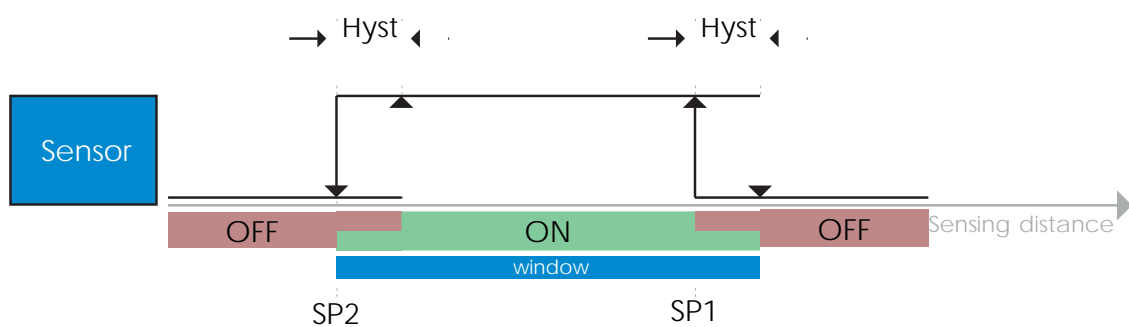 Hyst Hyst
Sensor
OFF ON OFF
Sensing distance
window
SP2 SP1